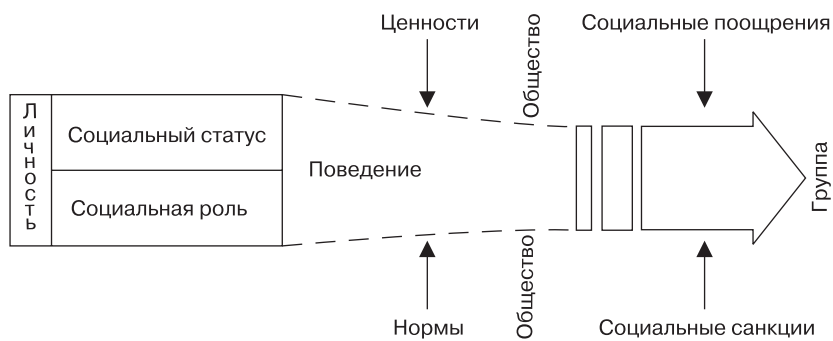 Ценности
Общество
Социальные поощрения
Личность
Социальный статус
Поведение
Социальная роль
Группа
Нормы
Общество
Социальные санкции